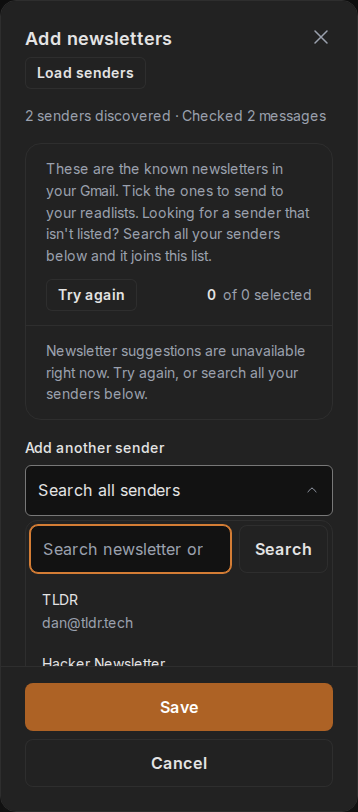 Add newsletters
Load senders
2 senders discovered · Checked 2 messages
These are the known newsletters in
your Gmail. Tick the ones to send to
your readlists. Looking for a sender that
isn't listed? Search all your senders
below and it joins this list.
Try again
0 of 0 selected
Newsletter suggestions are unavailable
right now. Try again, or search all your
senders below.
Add another sender
Search all senders
Search newsletter or
Search
TLDR
dan@tldr.tech
Hacker Newsletter
Save
Cancel